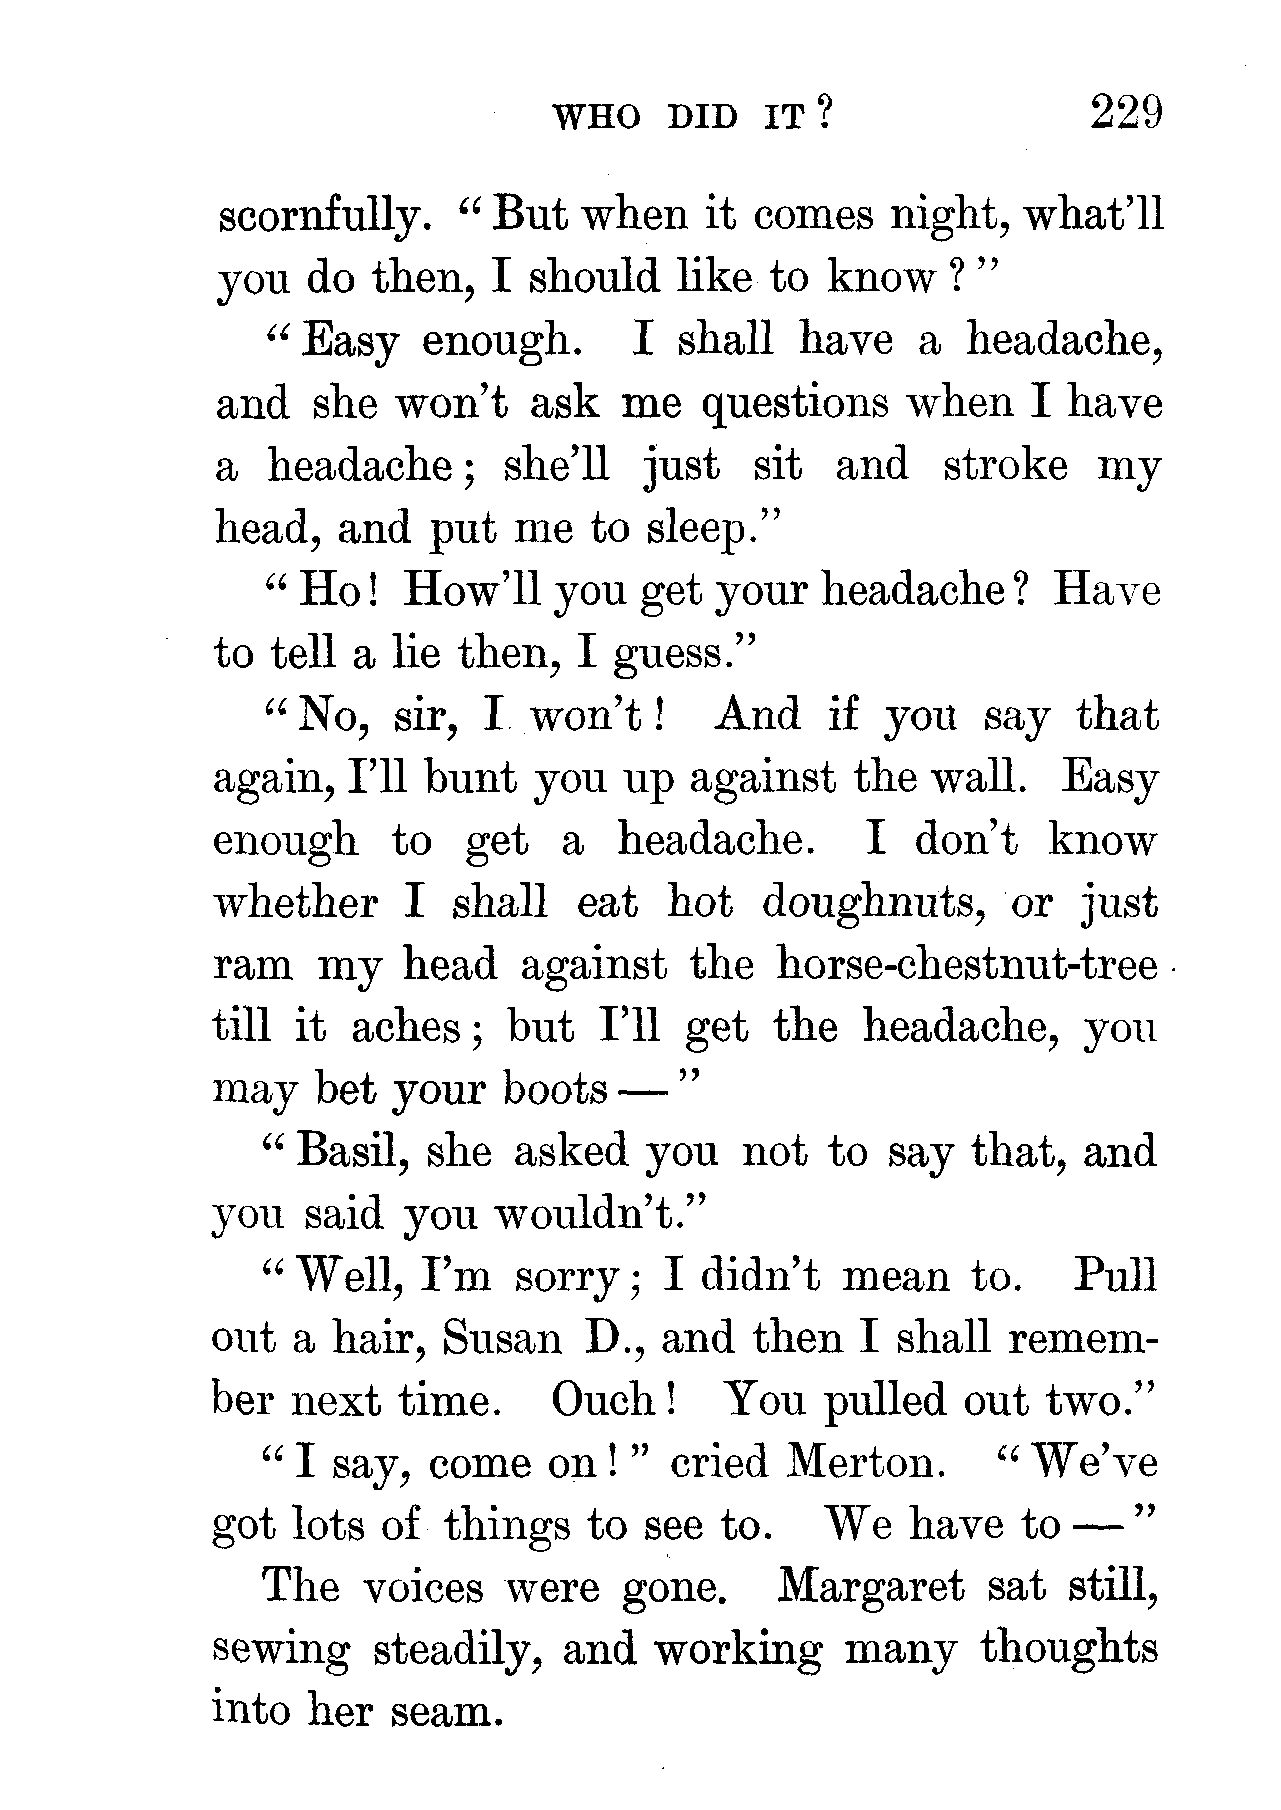 WHO DID IT? 229
scornfully. "But when it comes night, what'll
you do then, I should like to know?"
"Easy enough. I shall have a headache,
and she won't ask me questions when I have
a headache; she'll just sit and stroke my
head, and put me to sleep."
"Ho! How'll you get your headache? Have
to tell a lie then, I guess."
"No, sir, I won't! And if you say that
again, I'll bunt you up against the wall. Easy
enough to get a headache. I don't know
whether I shall eat hot doughnuts, or just
ram my head against the horse-chestnut-tree
till it aches; but I'll get the headache, you
may bet your boots—"
"Basil, she asked you not to say that, and
you said you wouldn't."
"Well, I'm sorry; I didn't mean to. Pull
out a hair, Susan D., and then I shall remem-
ber next time. Ouch! You pulled out two."
"I say, come on!" cried Merton. "We've
got lots of things to see to. We have to—"
The voices were gone. Margaret sat still,
sewing steadily, and working many thoughts
into her seam.